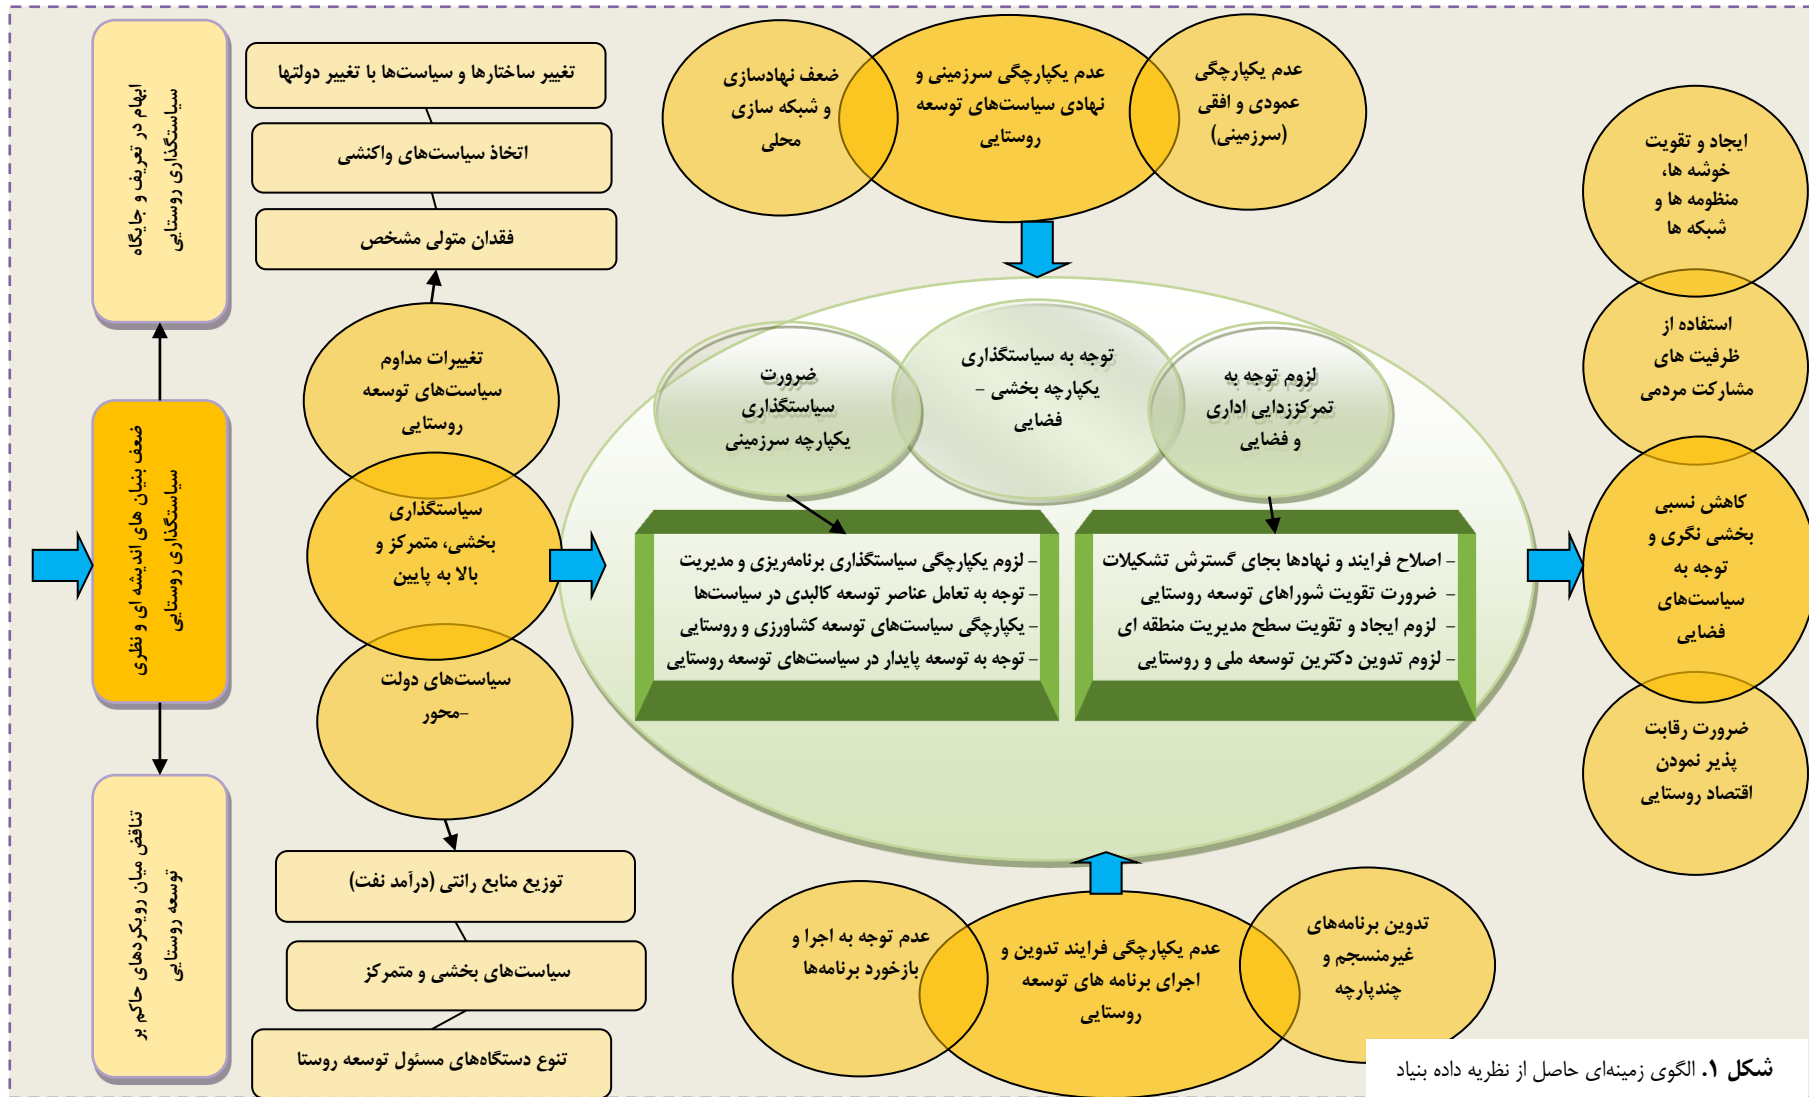 ابهام در تعریف و جایگاه
سیاستگذاری روستایی
ضعف بنیان های اندیشه ای و نظری
سیاستگذاری روستایی
تناقض میان رویکردهای حاکم بر
توسعه روستایی
تغییر ساختارها و سیاست‌ها با تغییر دولتها
اتخاذ سیاست‌های واکنشی
فقدان متولی مشخص
تغییرات مداوم
سیاست‌های توسعه
روستایی
سیاستگذاری
بخشی، متمرکز و
بالا به پایین
سیاست‌های دولت
-محور
توزیع منابع رانتی (درآمد نفت)
سیاست‌های بخشی و متمرکز
تنوع دستگاه‌های مسئول توسعه روستا
عدم یکپارچگی
عمودی و افقی
(سرزمینی)
عدم یکپارچگی سرزمینی و
نهادی سیاست‌های توسعه
روستایی
ضعف نهادسازی
و شبکه سازی
محلی
لزوم توجه به
تمرکززدایی اداری
و فضایی
توجه به سیاستگذاری
یکپارچه بخشی –
فضایی
ضرورت
سیاستگذاری
یکپارچه سرزمینی
- اصلاح فرایند و نهادها بجای گسترش تشکیلات
- ضرورت تقویت شوراهای توسعه روستایی
- لزوم ایجاد و تقویت سطح مدیریت منطقه ای
- لزوم تدوین دکترین توسعه ملی و روستایی
- لزوم یکپارچگی سیاستگذاری برنامه‌ریزی و مدیریت
- توجه به تعامل عناصر توسعه کالبدی در سیاست‌ها
- یکپارچگی سیاست‌های توسعه کشاورزی و روستایی
- توجه به توسعه پایدار در سیاست‌های توسعه روستایی
تدوین برنامه‌های
غیرمنسجم و
چندپارچه
عدم یکپارچگی فرایند تدوین و
اجرای برنامه های توسعه
روستایی
عدم توجه به اجرا و
بازخورد برنامه‌ها
ایجاد و تقویت
خوشه ها،
منظومه ها و
شبکه ها
استفاده از
ظرفیت های
مشارکت مردمی
کاهش نسبی
بخشی نگری و
توجه به
سیاست‌های
فضایی
ضرورت رقابت
پذیر نمودن
اقتصاد روستایی
شکل ۱. الگوی زمینه‌ای حاصل از نظریه داده بنیاد